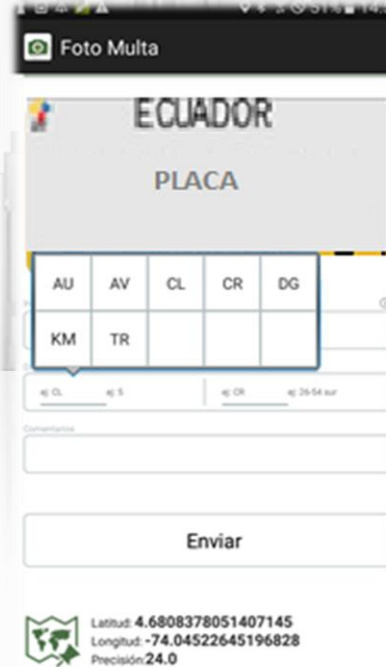 51%
Foto Multa
ECUADOR
PLACA
AU AV CL CR DG
KM TR
ej: CL ej: 5 ej: CR ej: 26-54 sur
Comentarios
Enviar
Latitud: 4.6808378051407145
Longitud: -74.04522645196828
Precisión: 24.0